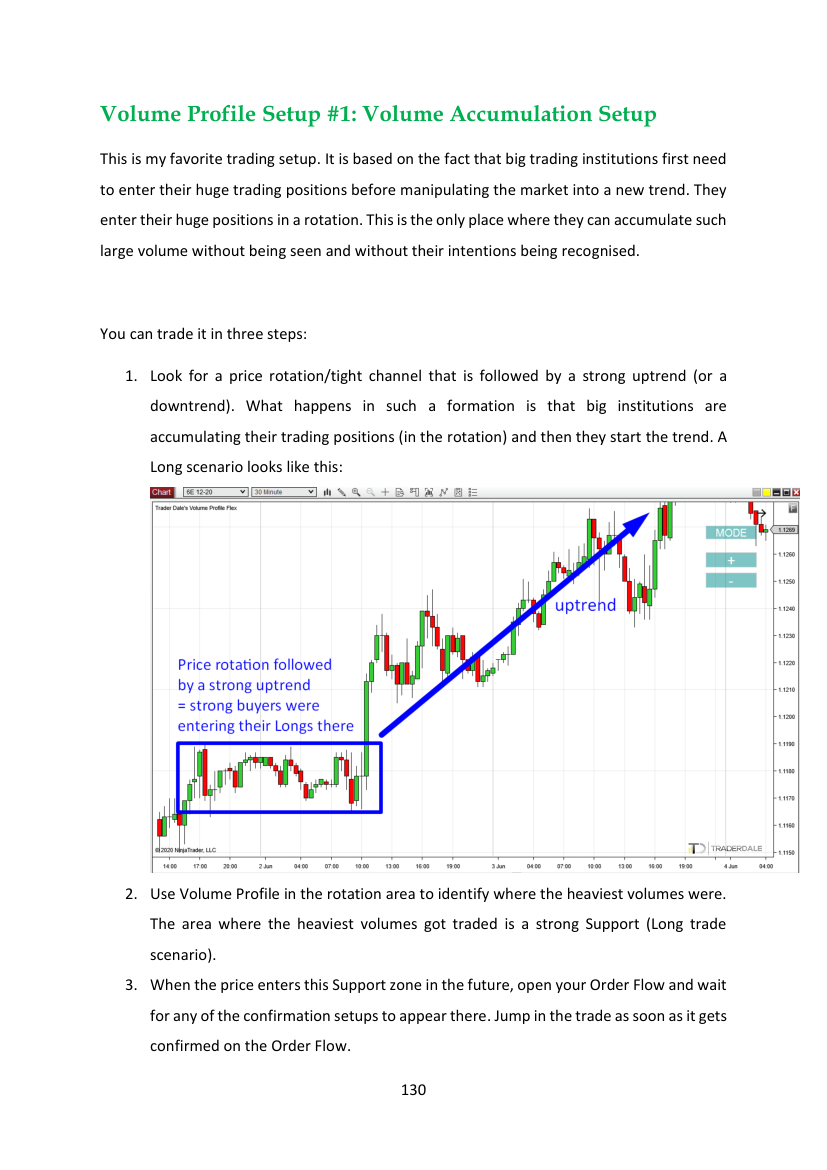 Volume Profile Setup #1: Volume Accumulation Setup
This is my favorite trading setup. It is based on the fact that big trading institutions first need
to enter their huge trading positions before manipulating the market into a new trend. They
enter their huge positions in a rotation. This is the only place where they can accumulate such
large volume without being seen and without their intentions being recognised.
You can trade it in three steps:
1. Look for a price rotation/tight channel that is followed by a strong uptrend (or a
downtrend). What happens in such a formation is that big institutions are
accumulating their trading positions (in the rotation) and then they start the trend. A
Long scenario looks like this:
Chart 6E 12-20 30 Minute
Trader Dale's Volume Profile Flex
F
MODE
+
-
1.1269
1.1260
1.1250
1.1240
1.1230
1.1220
1.1210
1.1200
1.1190
1.1180
1.1170
1.1160
1.1150
uptrend
Price rotation followed
by a strong uptrend
= strong buyers were
entering their Longs there
© 2020 NinjaTrader, LLC
TD TRADERDALE
14:00 17:00 20:00 2 Jun 04:00 07:00 10:00 13:00 16:00 19:00 3 Jun 04:00 07:00 10:00 13:00 16:00 19:00 4 Jun 04:00
2. Use Volume Profile in the rotation area to identify where the heaviest volumes were.
The area where the heaviest volumes got traded is a strong Support (Long trade
scenario).
3. When the price enters this Support zone in the future, open your Order Flow and wait
for any of the confirmation setups to appear there. Jump in the trade as soon as it gets
confirmed on the Order Flow.
130